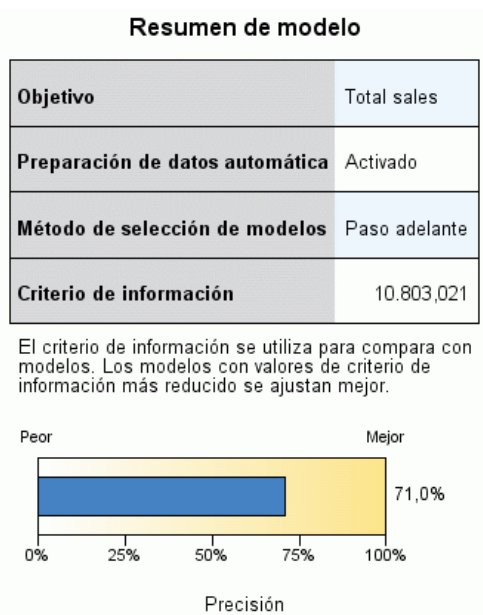 Resumen de modelo
Objetivo Total sales
Preparación de datos automática Activado
Método de selección de modelos Paso adelante
Criterio de información 10.803,021
El criterio de información se utiliza para compara con
modelos. Los modelos con valores de criterio de
información más reducido se ajustan mejor.
Peor Mejor
71,0%
0% 25% 50% 75% 100%
Precisión